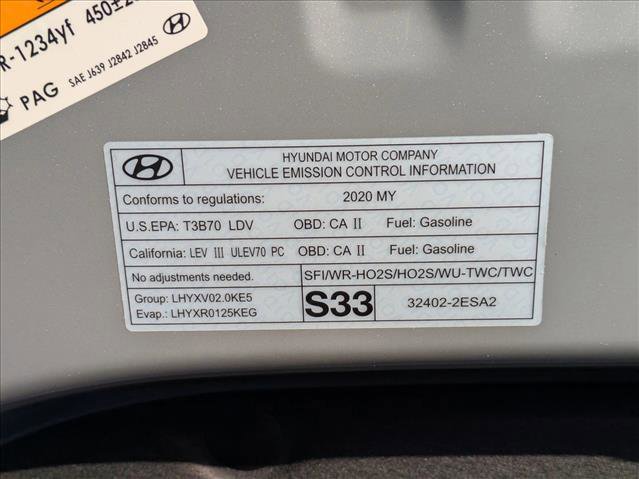 R-1234yf 450±2
PAG SAE J639 J2842 J2845
HYUNDAI MOTOR COMPANY
VEHICLE EMISSION CONTROL INFORMATION
Conforms to regulations: 2020 MY
U.S.EPA: T3B70 LDV OBD: CA II Fuel: Gasoline
California: LEV III ULEV70 PC OBD: CA II Fuel: Gasoline
No adjustments needed. SFI/WR-HO2S/HO2S/WU-TWC/TWC
Group: LHYXV02.0KE5
Evap.: LHYXR0125KEG
S33
32402-2ESA2